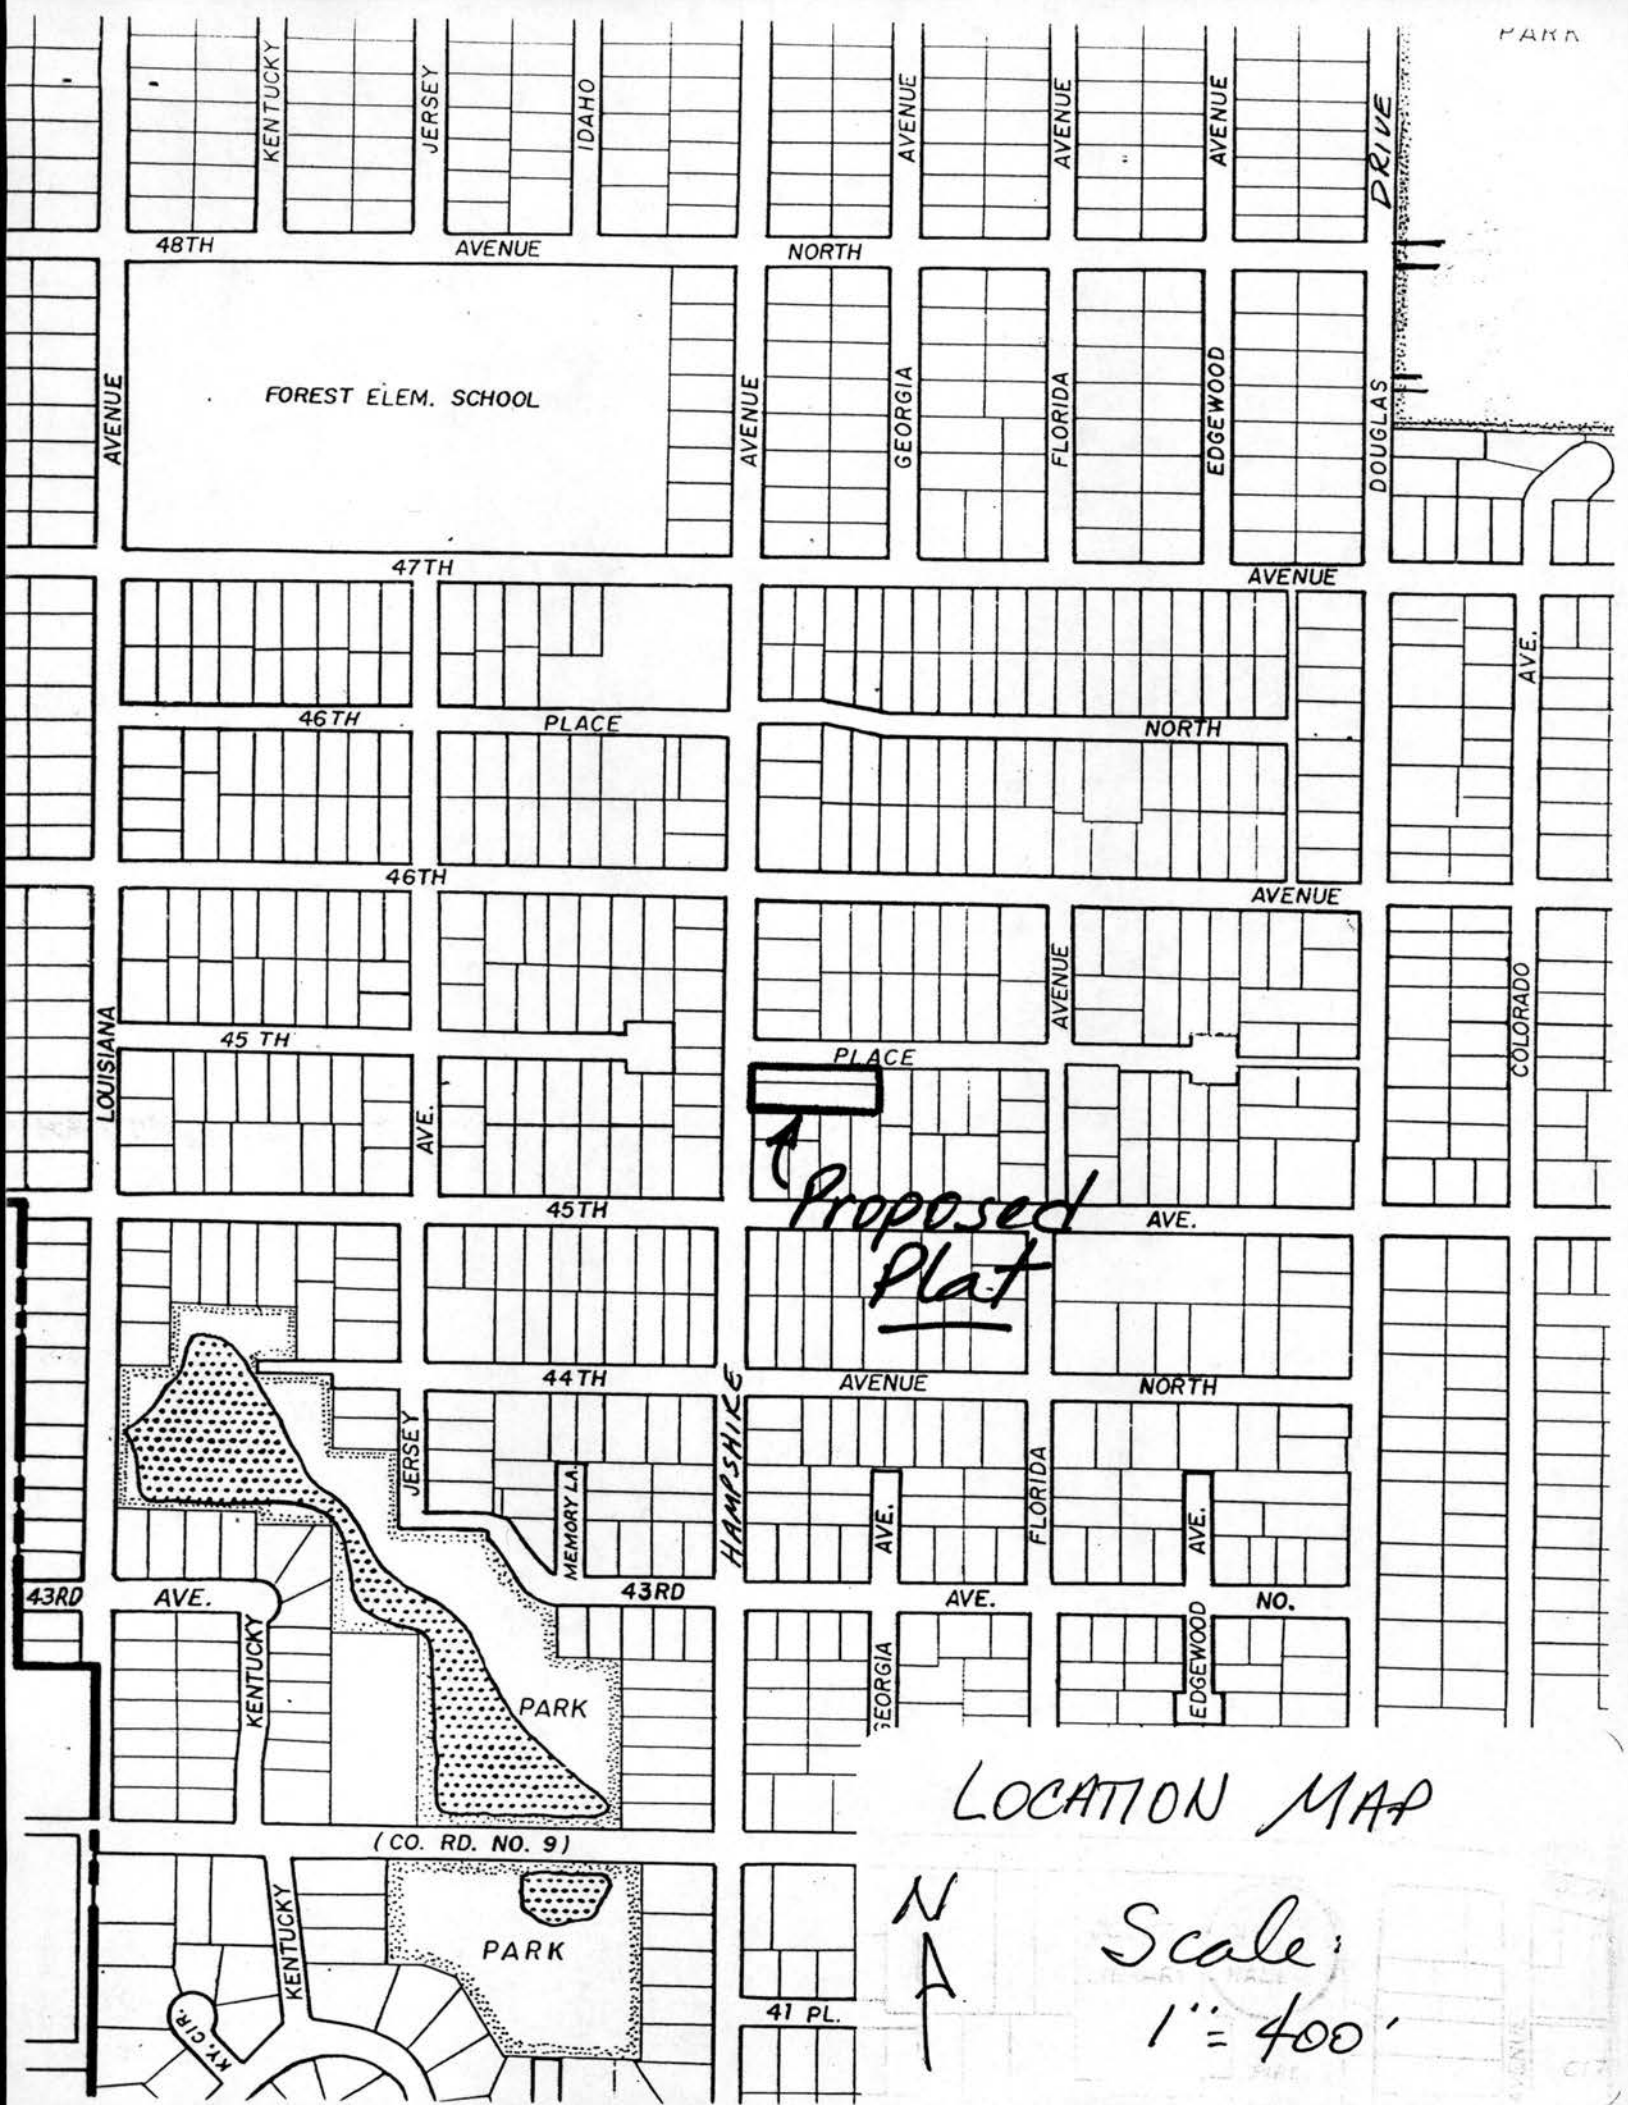 PARK
KENTUCKY
JERSEY
IDAHO
AVENUE
AVENUE
AVENUE
DRIVE
48TH AVENUE NORTH
FOREST ELEM. SCHOOL
AVENUE
AVENUE
GEORGIA
FLORIDA
EDGEWOOD
DOUGLAS
47TH AVENUE
AVE.
46TH PLACE NORTH
46TH AVENUE
LOUISIANA
AVENUE
COLORADO
45 TH PLACE
AVE.
Proposed
Plat
45TH AVE.
44TH AVENUE NORTH
JERSEY
MEMORY LA.
HAMPSHIRE
AVE.
FLORIDA
AVE.
43RD AVE. 43RD AVE. NO.
KENTUCKY
GEORGIA
EDGEWOOD
PARK
LOCATION MAP
(CO. RD. NO. 9)
KENTUCKY
PARK
N
Scale:
1" = 400'
KY. CIR.
41 PL.